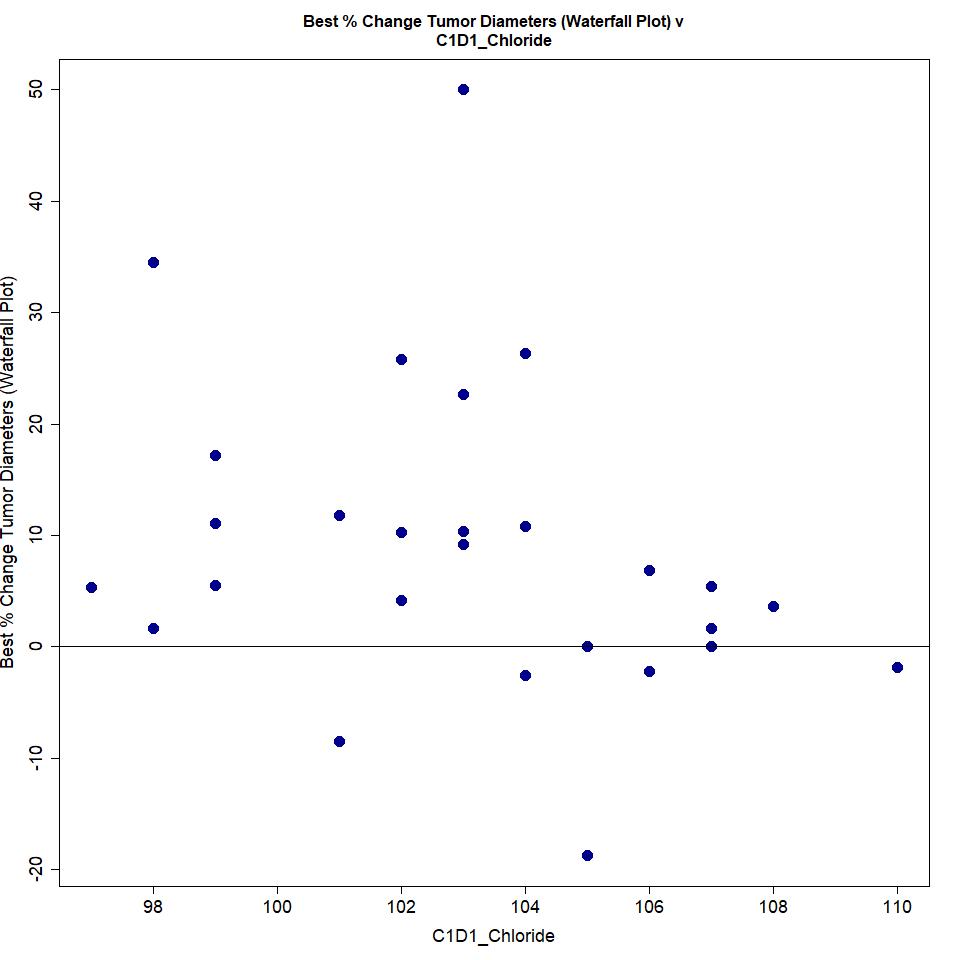 Best % Change Tumor Diameters (Waterfall Plot) v
C1D1_Chloride
50
40
30
20
10
0
-10
-20
Best % Change Tumor Diameters (Waterfall Plot)
98 100 102 104 106 108 110
C1D1_Chloride